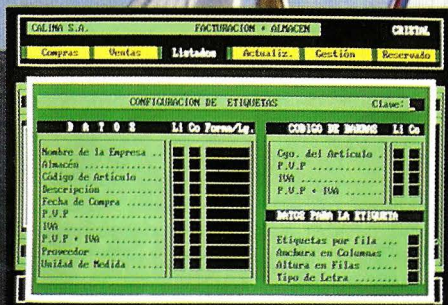 CALINA S.A. FACTURACION + ALMACEN CRISTAL
Compras Ventas Listados Actualiz. Gestión Reservado
CONFIGURACION DE ETIQUETAS Clave:
D A T O S Li Co Forma/Lg.
Nombre de la Empresa ..
Almacén ..................
Código de Artículo ...
Descripción ............
Fecha de Compra .......
P.V.P ....................
IVA ......................
P.V.P + IVA ............
Proveedor ..............
Unidad de Medida ......
CODIGO DE BARRAS Li Co
Cgo. del Artículo .
P.V.P ................
IVA ..................
P.V.P + IVA ........
DATOS PARA LA ETIQUETA
Etiquetas por fila ...
Anchura en Columnas ..
Altura en Filas ......
Tipo de Letra ........